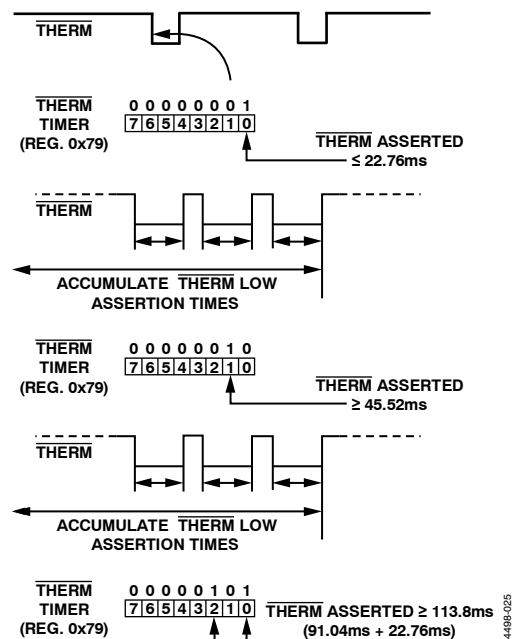 THERM
THERM 0 0 0 0 0 0 0 1
TIMER 7 6 5 4 3 2 1 0
(REG. 0x79)
THERM ASSERTED
≤ 22.76ms
THERM
ACCUMULATE THERM LOW
ASSERTION TIMES
THERM 0 0 0 0 0 0 1 0
TIMER 7 6 5 4 3 2 1 0
(REG. 0x79)
THERM ASSERTED
≥ 45.52ms
THERM
ACCUMULATE THERM LOW
ASSERTION TIMES
THERM 0 0 0 0 0 1 0 1
TIMER 7 6 5 4 3 2 1 0 THERM ASSERTED ≥ 113.8ms
(REG. 0x79) (91.04ms + 22.76ms)
4498-025